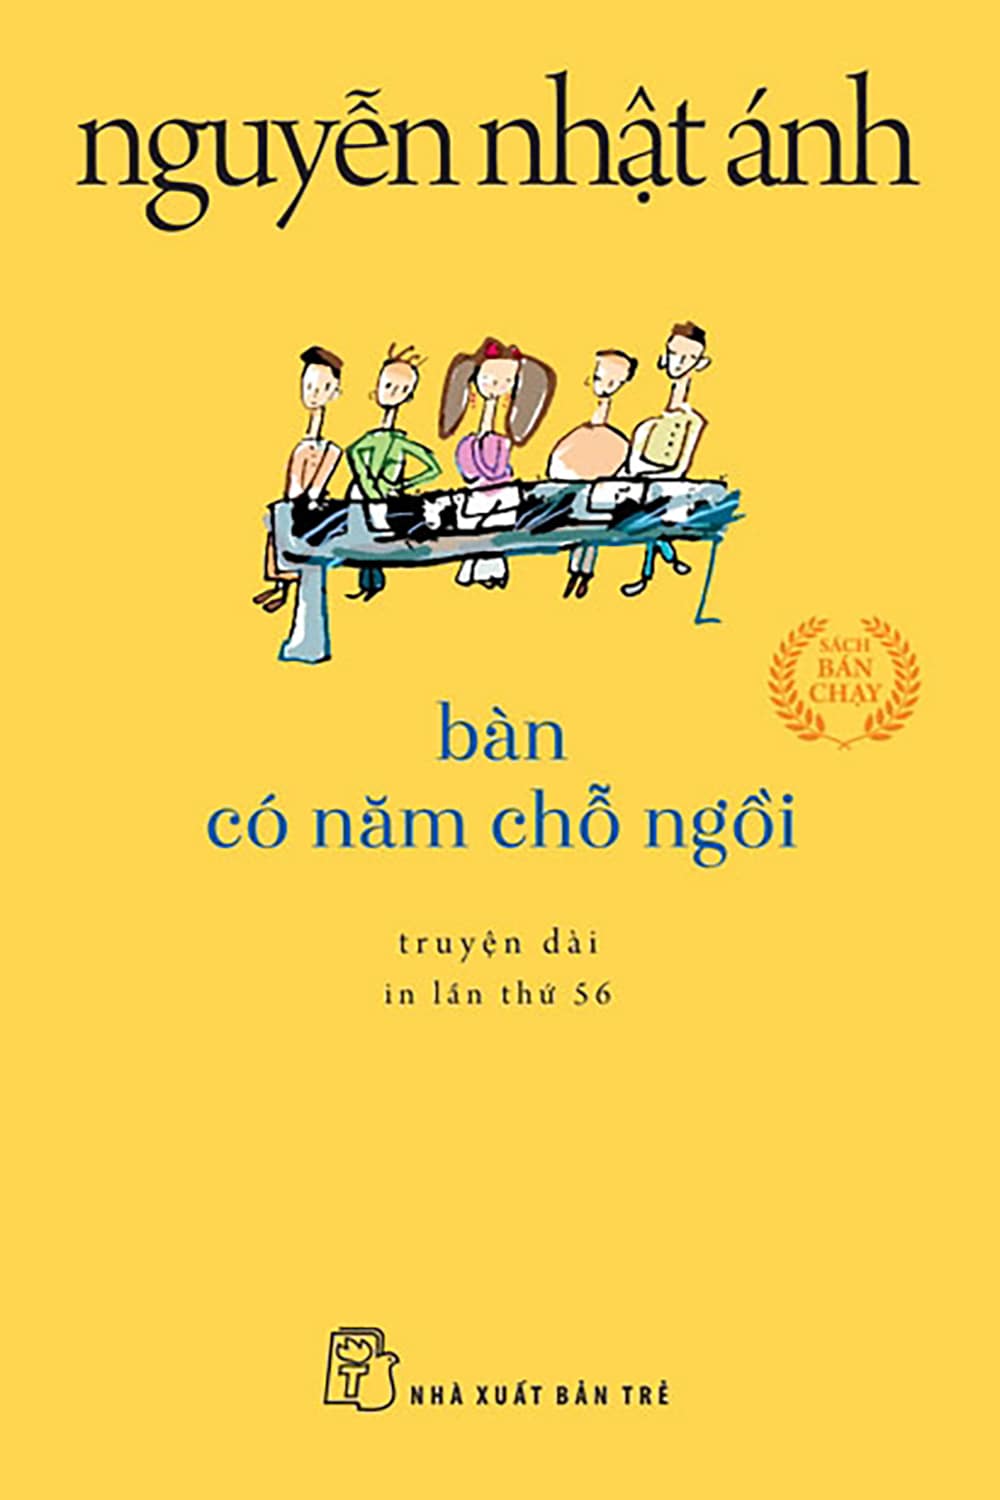 nguyễn nhật ánh
SÁCH
BÁN
CHẠY
bàn
có năm chỗ ngồi
truyện dài
in lần thứ 56
T
NHÀ XUẤT BẢN TRẺ